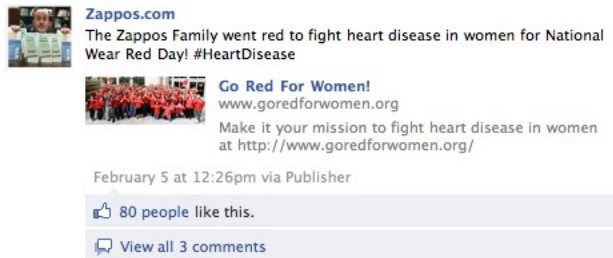 Zappos.com
The Zappos Family went red to fight heart disease in women for National
Wear Red Day! #HeartDisease
Go Red For Women!
www.goredforwomen.org
Make it your mission to fight heart disease in women
at http://www.goredforwomen.org/
February 5 at 12:26pm via Publisher
80 people like this.
View all 3 comments